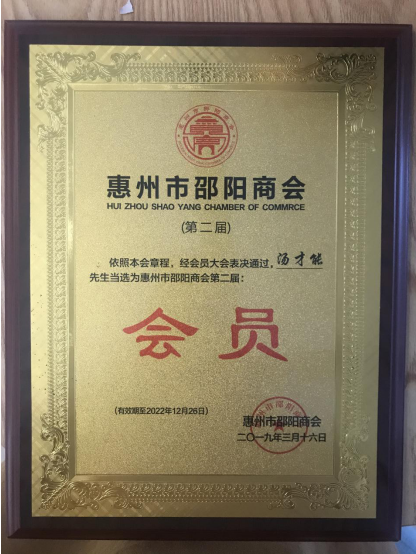 惠州市邵阳商会
HUI ZHOU SHAO YANG CHAMBER OF COMMRCE
(第二届)
依照本会章程，经会员大会表决通过，汤才能
先生当选为惠州市邵阳商会第二届：
会员
(有效期至2022年12月26日)
惠州市邵阳商会
二〇一九年三月十六日